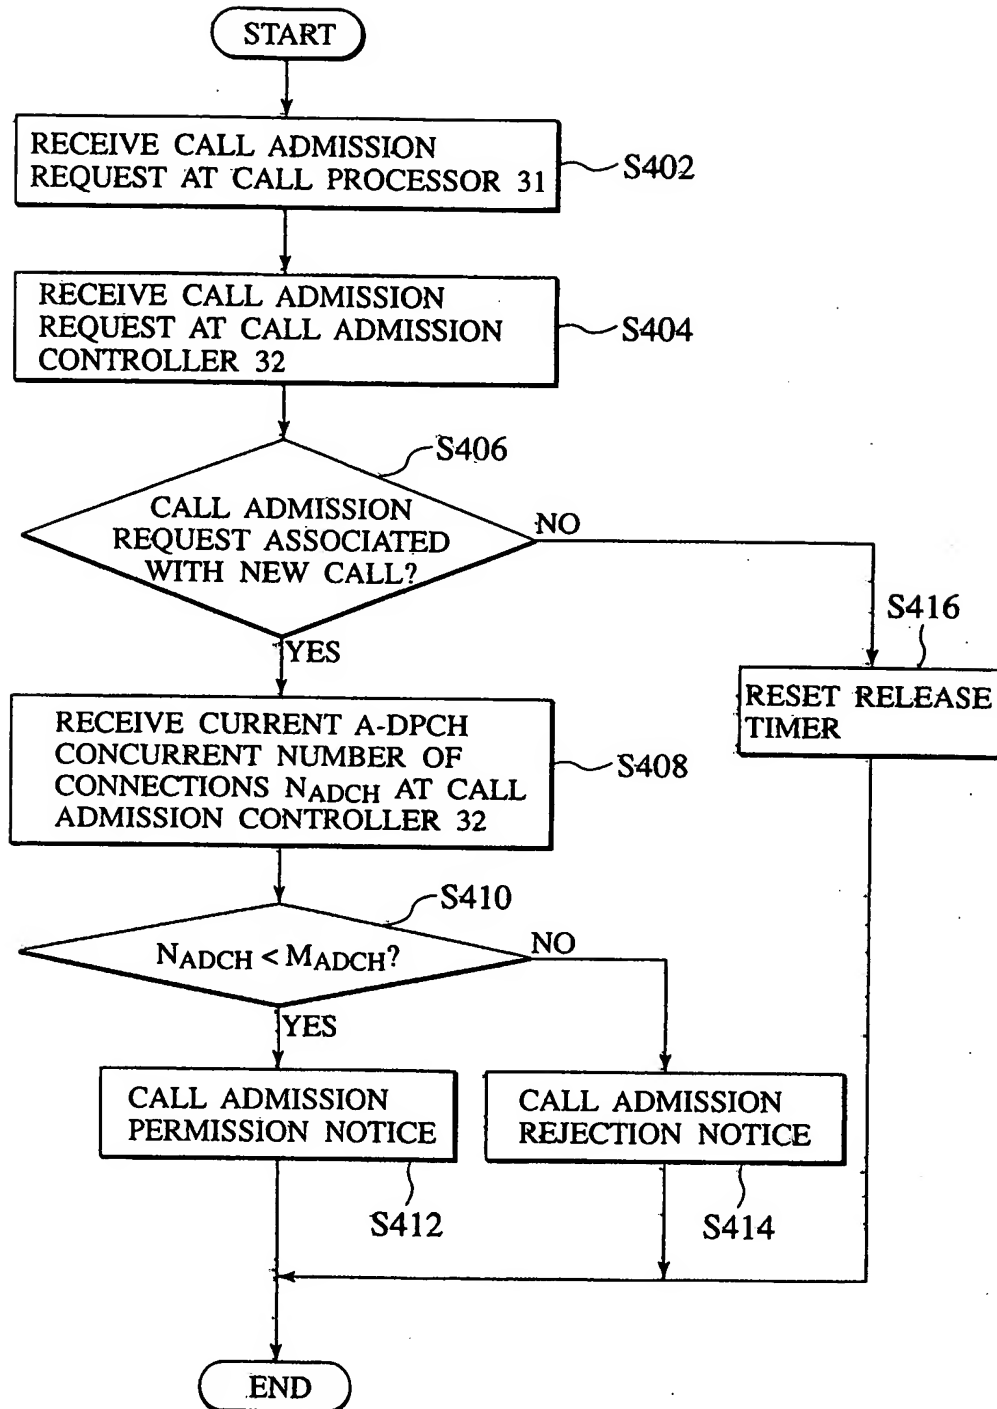 START
RECEIVE CALL ADMISSION
REQUEST AT CALL PROCESSOR 31
S402
RECEIVE CALL ADMISSION
REQUEST AT CALL ADMISSION
CONTROLLER 32
S404
S406
CALL ADMISSION
REQUEST ASSOCIATED
WITH NEW CALL?
NO
YES
S416
RESET RELEASE
TIMER
RECEIVE CURRENT A-DPCH
CONCURRENT NUMBER OF
CONNECTIONS NADCH AT CALL
ADMISSION CONTROLLER 32
S408
S410
NADCH < MADCH?
NO
YES
CALL ADMISSION
PERMISSION NOTICE
S412
CALL ADMISSION
REJECTION NOTICE
S414
END